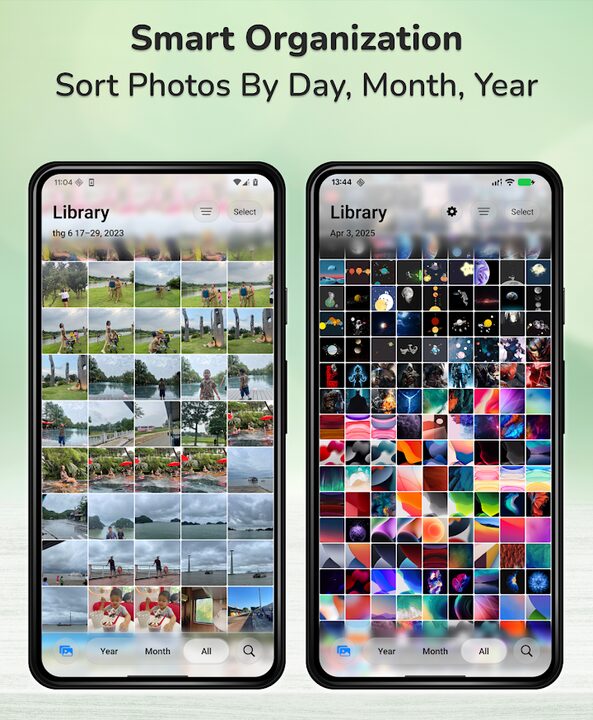 Smart Organization
Sort Photos By Day, Month, Year
11:04
Library
Select
thg 6 17–29, 2023
Year
Month
All
13:44
Library
Select
Apr 3, 2025
Year
Month
All